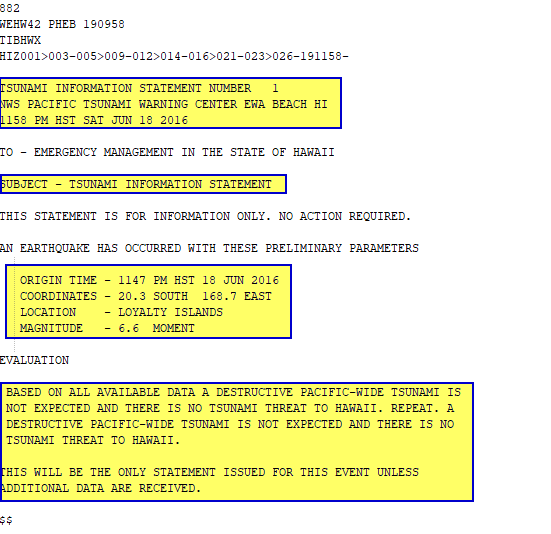 882
WEHW42 PHEB 190958
TIBHWX
HIZ001>003-005>009-012>014-016>021-023>026-191158-
TSUNAMI INFORMATION STATEMENT NUMBER   1
NWS PACIFIC TSUNAMI WARNING CENTER EWA BEACH HI
1158 PM HST SAT JUN 18 2016
TO - EMERGENCY MANAGEMENT IN THE STATE OF HAWAII
SUBJECT - TSUNAMI INFORMATION STATEMENT
THIS STATEMENT IS FOR INFORMATION ONLY. NO ACTION REQUIRED.
AN EARTHQUAKE HAS OCCURRED WITH THESE PRELIMINARY PARAMETERS
ORIGIN TIME - 1147 PM HST 18 JUN 2016
COORDINATES - 20.3 SOUTH  168.7 EAST
LOCATION    - LOYALTY ISLANDS
MAGNITUDE   - 6.6  MOMENT
EVALUATION
BASED ON ALL AVAILABLE DATA A DESTRUCTIVE PACIFIC-WIDE TSUNAMI IS
NOT EXPECTED AND THERE IS NO TSUNAMI THREAT TO HAWAII. REPEAT. A
DESTRUCTIVE PACIFIC-WIDE TSUNAMI IS NOT EXPECTED AND THERE IS NO
TSUNAMI THREAT TO HAWAII.
THIS WILL BE THE ONLY STATEMENT ISSUED FOR THIS EVENT UNLESS
ADDITIONAL DATA ARE RECEIVED.
$$